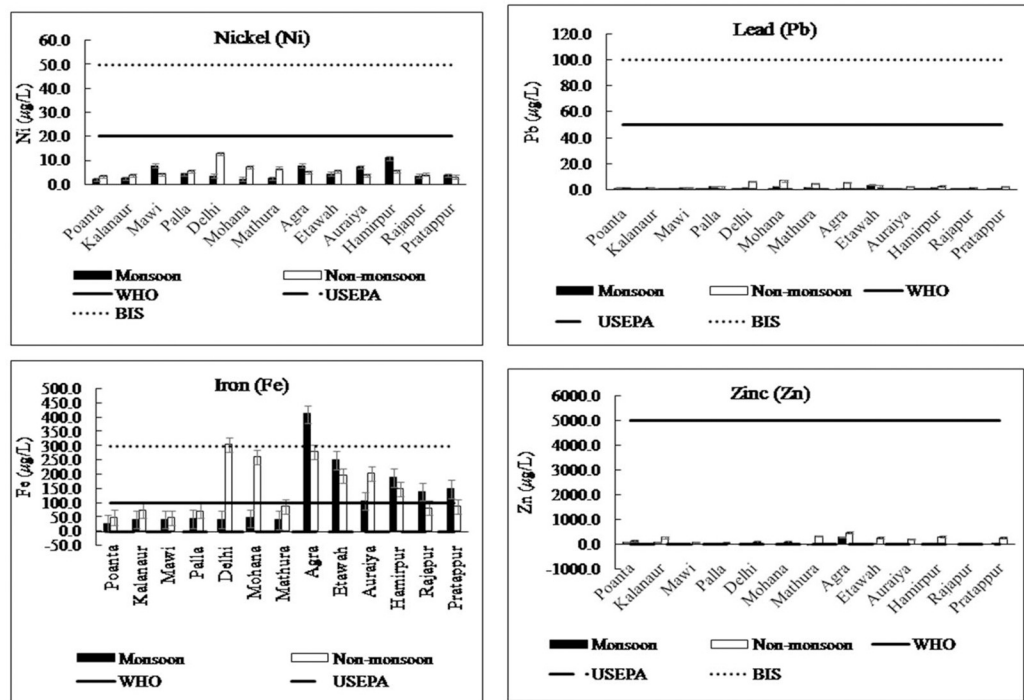 Nickel (Ni)
Ni (µg/L)
60.0
50.0
40.0
30.0
20.0
10.0
0.0
Poanta Kalanaur Mawi Palla Delhi Mohana Mathura Agra Etawah Auraiya Hamirpur Rajapur Pratappur
Monsoon Non-monsoon
WHO USEPA
BIS
Lead (Pb)
Pb (µg/L)
120.0
100.0
80.0
60.0
40.0
20.0
0.0
Poanta Kalanaur Mawi Palla Delhi Mohana Mathura Agra Etawah Auraiya Hamirpur Rajapur Pratappur
Monsoon Non-monsoon WHO
USEPA BIS
Iron (Fe)
Fe (µg/L)
500.0
450.0
400.0
350.0
300.0
250.0
200.0
150.0
100.0
50.0
0.0
-50.0
Poanta Kalanaur Mawi Palla Delhi Mohana Mathura Agra Etawah Auraiya Hamirpur Rajapur Pratappur
Monsoon Non-monsoon
WHO USEPA
Zinc (Zn)
Zn (µg/L)
6000.0
5000.0
4000.0
3000.0
2000.0
1000.0
0.0
-1000.0
Poanta Kalanaur Mawi Palla Delhi Mohana Mathura Agra Etawah Auraiya Hamirpur Rajapur Pratappur
Monsoon Non-monsoon WHO
USEPA BIS